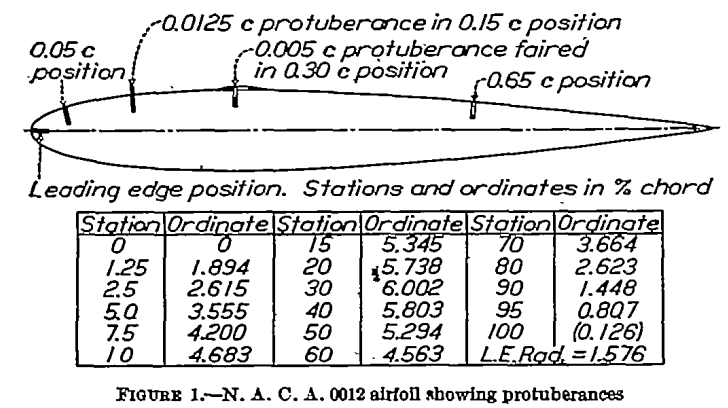 0.0125 c protuberance in 0.15 c position
0.05 c position
0.005 c protuberance faired in 0.30 c position
0.65 c position
Leading edge position. Stations and ordinates in % chord
Station Ordinate Station Ordinate Station Ordinate
0 0 15 5.345 70 3.664
1.25 1.894 20 5.738 80 2.623
2.5 2.615 30 6.002 90 1.448
5.0 3.555 40 5.803 95 0.807
7.5 4.200 50 5.294 100 (0.126)
10 4.683 60 4.563 L.E. Rad. = 1.576
FIGURE 1.—N. A. C. A. 0012 airfoil showing protuberances